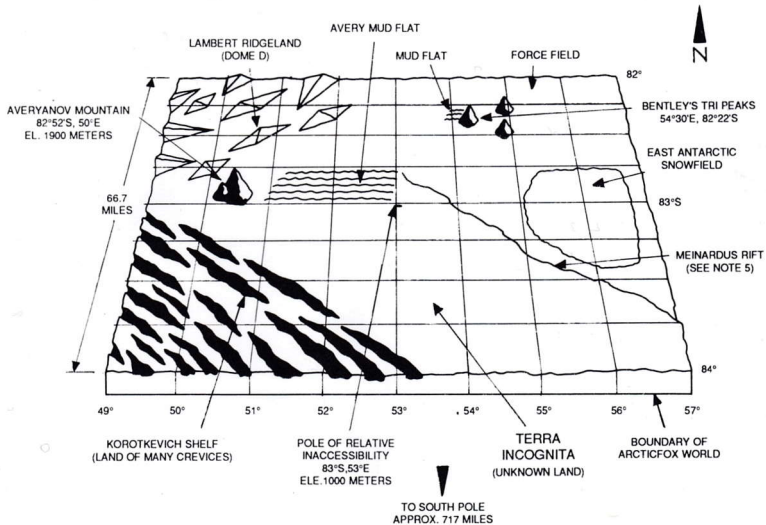 N
AVERY MUD FLAT
LAMBERT RIDGELAND
(DOME D)
MUD FLAT
FORCE FIELD
82°
AVERYANOV MOUNTAIN
82°52'S, 50°E
EL. 1900 METERS
BENTLEY'S TRI PEAKS
54°30'E, 82°22'S
EAST ANTARCTIC
SNOWFIELD
66.7
MILES
83°S
MEINARDUS RIFT
(SEE NOTE 5)
84°
49° 50° 51° 52° 53° 54° 55° 56° 57°
KOROTKEVICH SHELF
(LAND OF MANY CREVICES)
POLE OF RELATIVE
INACCESSIBILITY
83°S,53°E
ELE.1000 METERS
TERRA
INCOGNITA
(UNKNOWN LAND)
BOUNDARY OF
ARCTICFOX WORLD
TO SOUTH POLE
APPROX. 717 MILES